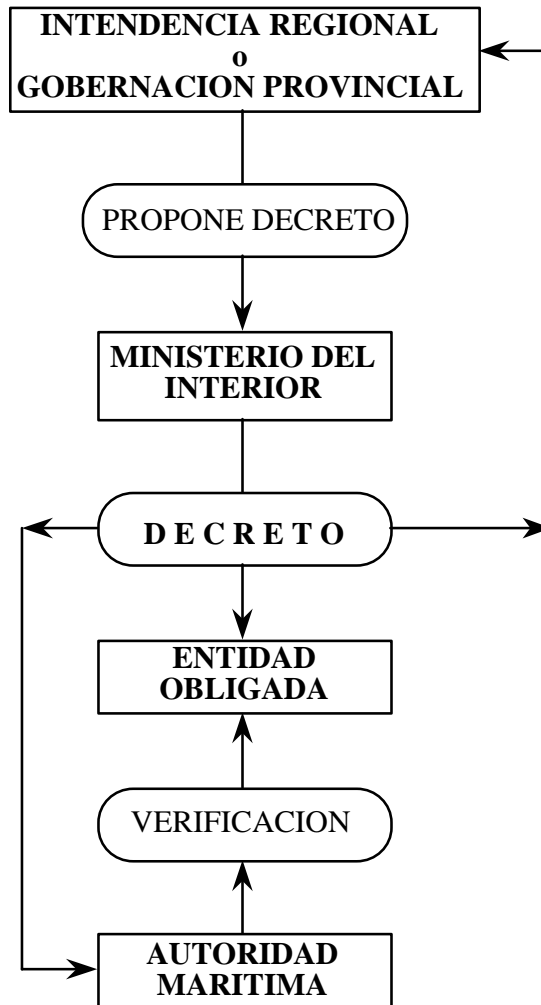 INTENDENCIA REGIONAL
o
GOBERNACION PROVINCIAL
PROPONE DECRETO
MINISTERIO DEL
INTERIOR
D E C R E T O
ENTIDAD
OBLIGADA
VERIFICACION
AUTORIDAD
MARITIMA